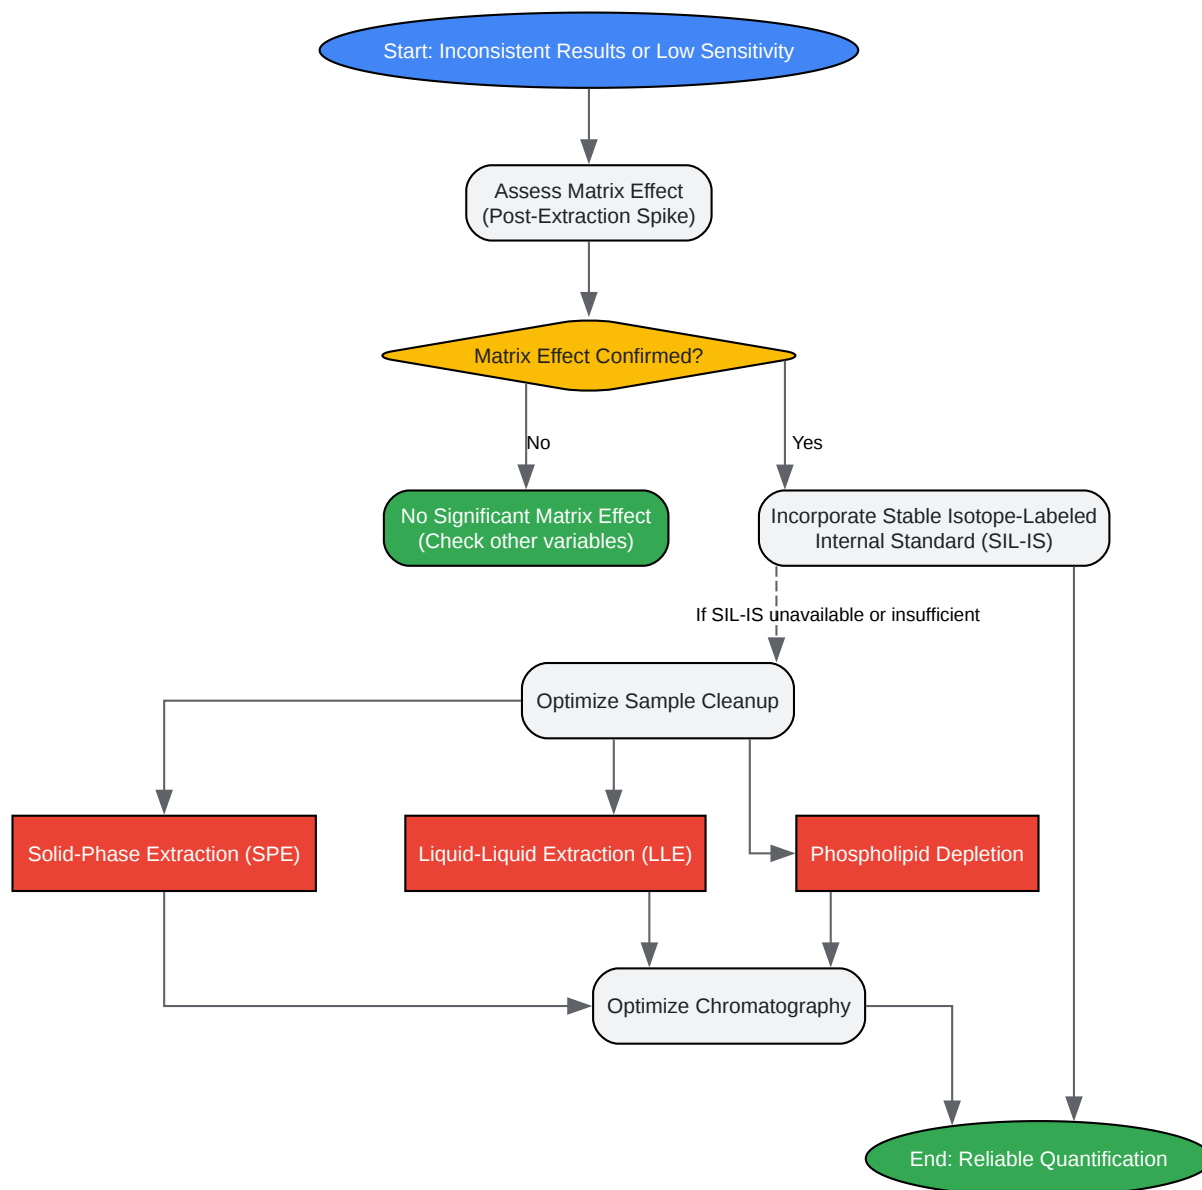 Start: Inconsistent Results or Low Sensitivity
Assess Matrix Effect
(Post-Extraction Spike)
Matrix Effect Confirmed?
No
Yes
No Significant Matrix Effect
(Check other variables)
Incorporate Stable Isotope-Labeled
Internal Standard (SIL-IS)
If SIL-IS unavailable or insufficient
Optimize Sample Cleanup
Solid-Phase Extraction (SPE)
Liquid-Liquid Extraction (LLE)
Phospholipid Depletion
Optimize Chromatography
End: Reliable Quantification